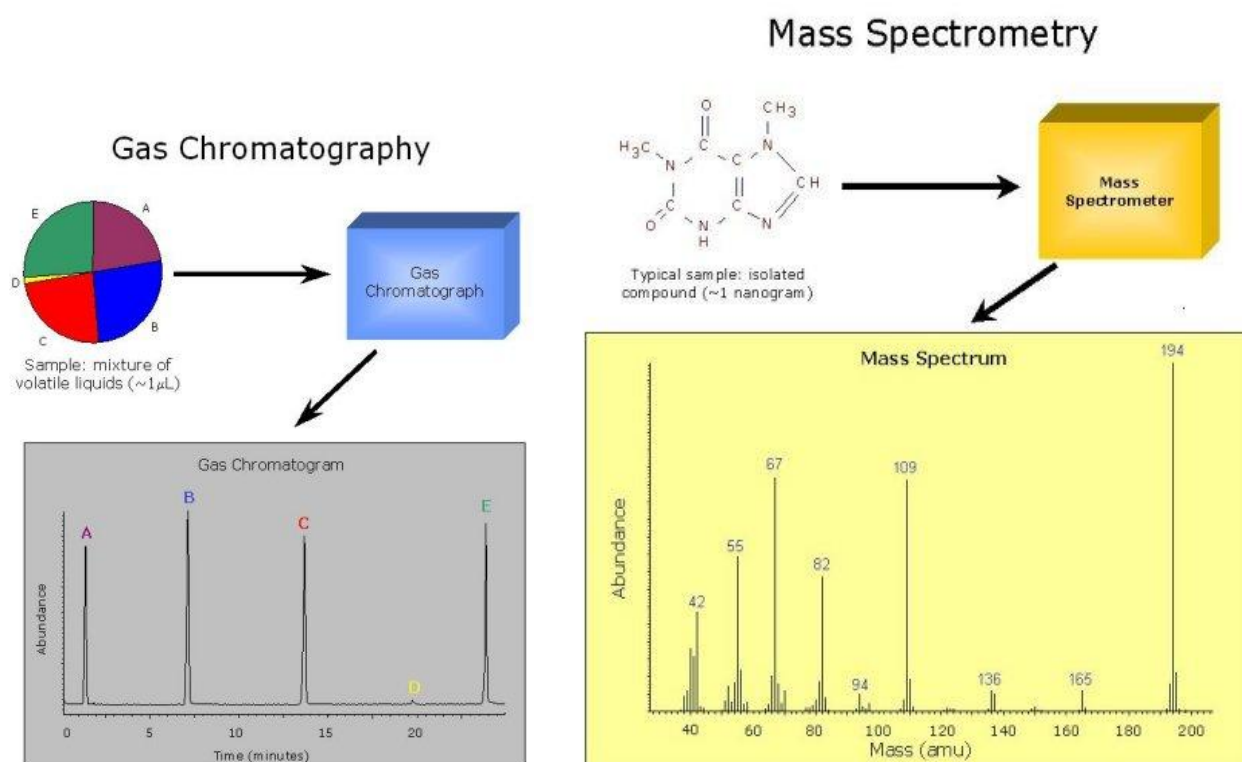 Mass Spectrometry
Gas Chromatography
E
A
D
C
B
Sample: mixture of
volatile liquids (~1μL)
Gas
Chromatograph
O
CH3
H3C
N
C
C
N
CH
C
C
O
N
H
N
Typical sample: isolated
compound (~1 nanogram)
Mass
Spectrometer
Gas Chromatogram
A
B
C
D
E
Abundance
0 5 10 15 20
Time (minutes)
Mass Spectrum
194
67
109
55
82
42
94
136
165
Abundance
40 60 80 100 120 140 160 180 200
Mass (amu)